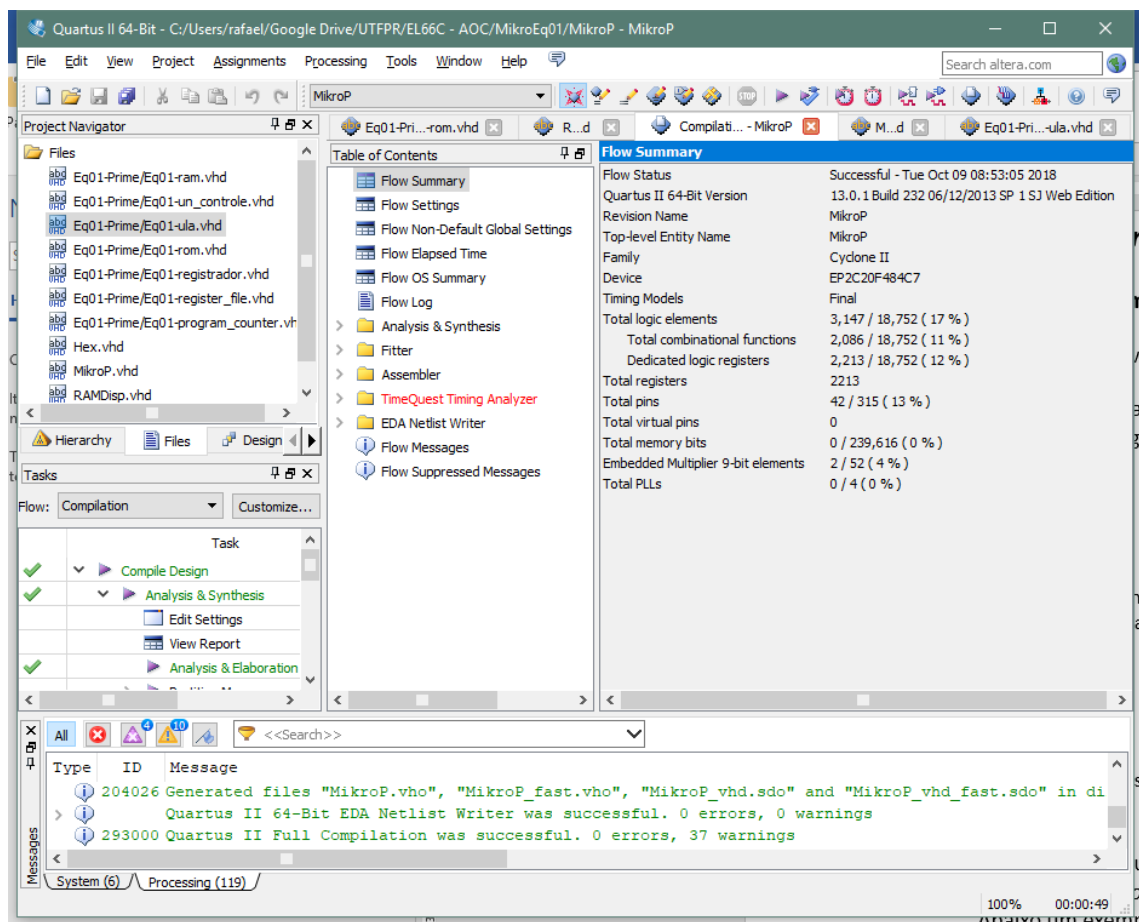 Quartus II 64-Bit - C:/Users/rafael/Google Drive/UTFPR/EL66C - AOC/MikroEq01/MikroP - MikroP
File Edit View Project Assignments Processing Tools Window Help
Search altera.com
MikroP
STOP
Project Navigator
Files
Eq01-Prime/Eq01-ram.vhd
Eq01-Prime/Eq01-un_controle.vhd
Eq01-Prime/Eq01-ula.vhd
Eq01-Prime/Eq01-rom.vhd
Eq01-Prime/Eq01-registrador.vhd
Eq01-Prime/Eq01-register_file.vhd
Eq01-Prime/Eq01-program_counter.vh
Hex.vhd
MikroP.vhd
RAMDisp.vhd
Hierarchy Files Design
Tasks
Flow: Compilation Customize...
Task
Compile Design
Analysis & Synthesis
Edit Settings
View Report
Analysis & Elaboration
Eq01-Pri...-rom.vhd R...d Compilati... - MikroP M...d Eq01-Pri...-ula.vhd
Table of Contents
Flow Summary
Flow Settings
Flow Non-Default Global Settings
Flow Elapsed Time
Flow OS Summary
Flow Log
Analysis & Synthesis
Fitter
Assembler
TimeQuest Timing Analyzer
EDA Netlist Writer
Flow Messages
Flow Suppressed Messages
Flow Summary
Flow Status Successful - Tue Oct 09 08:53:05 2018
Quartus II 64-Bit Version 13.0.1 Build 232 06/12/2013 SP 1 SJ Web Edition
Revision Name MikroP
Top-level Entity Name MikroP
Family Cyclone II
Device EP2C20F484C7
Timing Models Final
Total logic elements 3,147 / 18,752 ( 17 % )
Total combinational functions 2,086 / 18,752 ( 11 % )
Dedicated logic registers 2,213 / 18,752 ( 12 % )
Total registers 2213
Total pins 42 / 315 ( 13 % )
Total virtual pins 0
Total memory bits 0 / 239,616 ( 0 % )
Embedded Multiplier 9-bit elements 2 / 52 ( 4 % )
Total PLLs 0 / 4 ( 0 % )
All 4 10 <<Search>>
Type ID Message
204026 Generated files "MikroP.vho", "MikroP_fast.vho", "MikroP_vhd.sdo" and "MikroP_vhd_fast.sdo" in di
Quartus II 64-Bit EDA Netlist Writer was successful. 0 errors, 0 warnings
293000 Quartus II Full Compilation was successful. 0 errors, 37 warnings
Messages
System (6) Processing (119)
100% 00:00:49